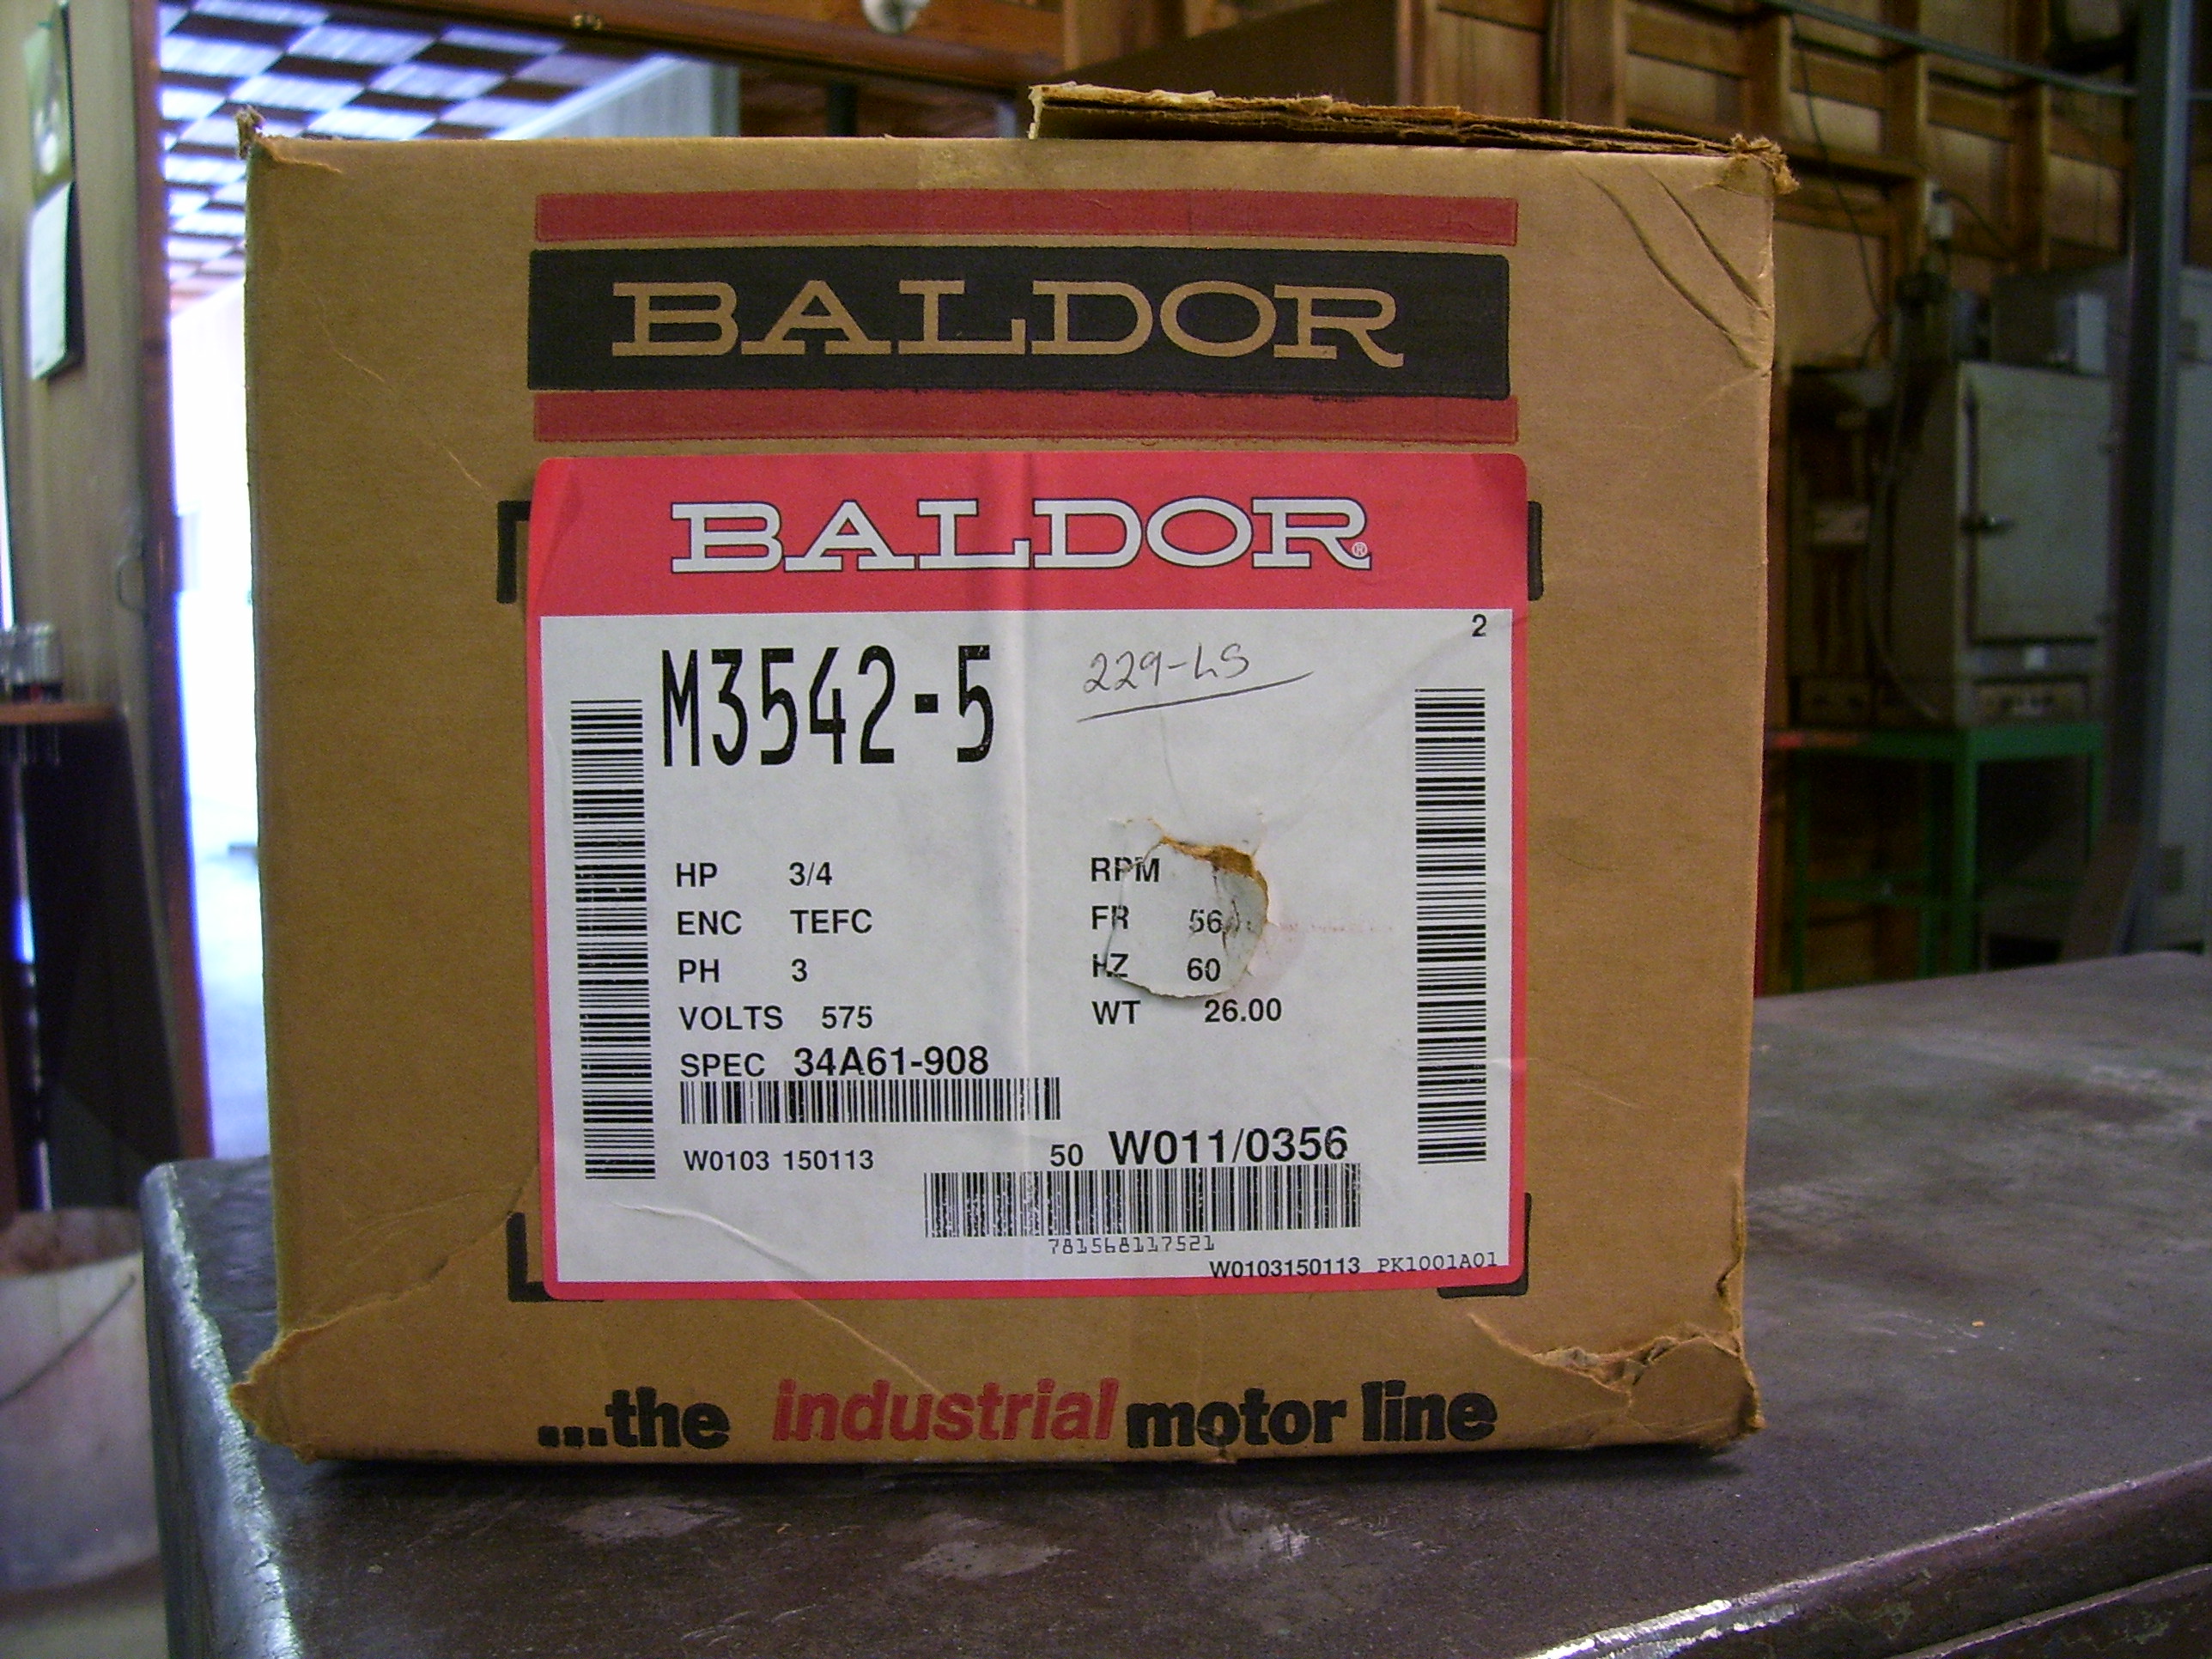 BALDOR
BALDOR®
2
M3542-5 229-LS
HP 3/4 RPM
ENC TEFC FR 56
PH 3 HZ 60
VOLTS 575 WT 26.00
SPEC 34A61-908
W0103 150113 50 W011/0356
781568117521
W0103150113 PK1001A01
...the industrial motor line